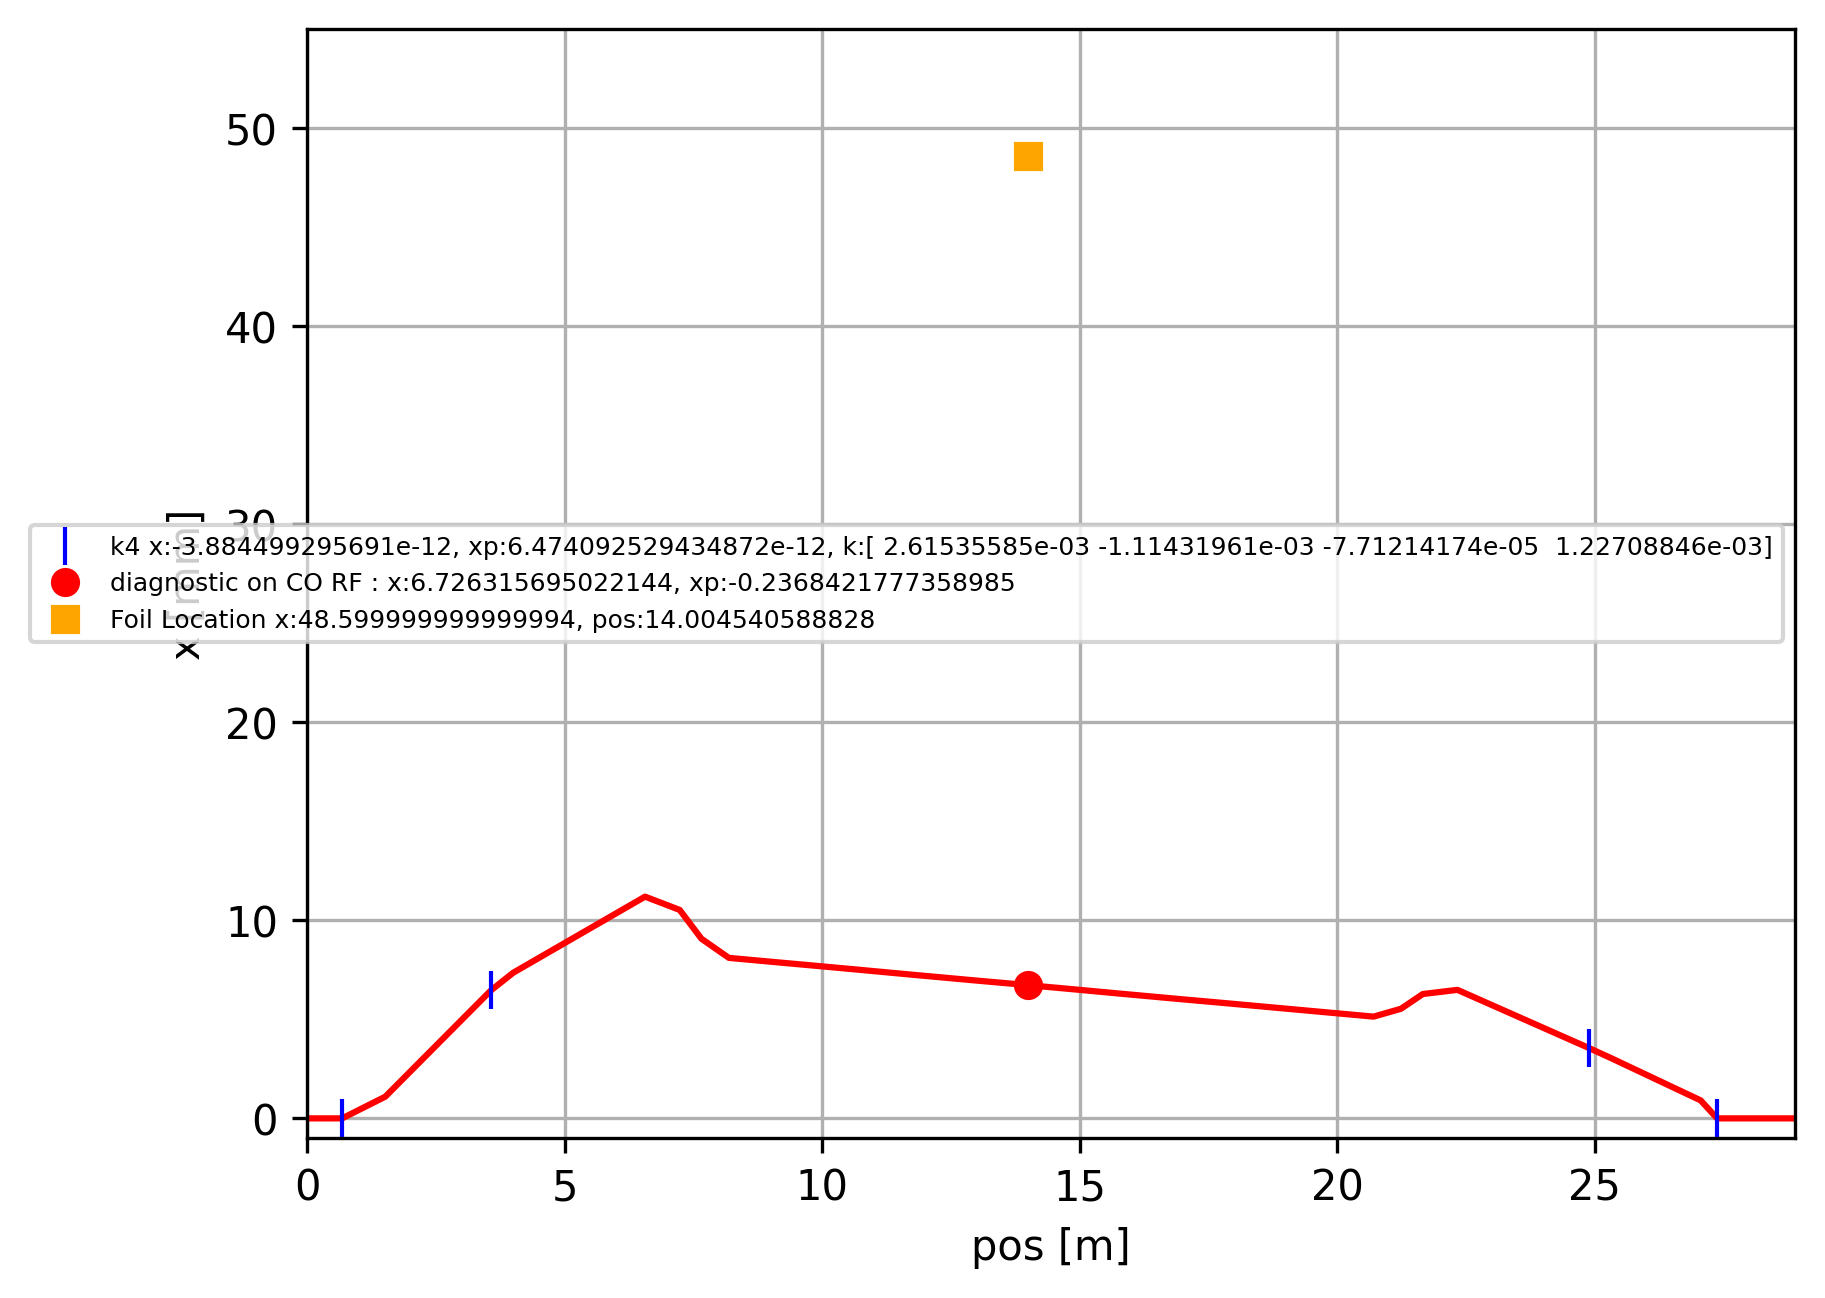 50
40
30
x [mm]
k4 x:-3.884499295691e-12, xp:6.474092529434872e-12, k:[ 2.61535585e-03 -1.11431961e-03 -7.71214174e-05  1.22708846e-03]
diagnostic on CO RF : x:6.726315695022144, xp:-0.2368421777358985
Foil Location x:48.599999999999994, pos:14.004540588828
20
10
0
0 5 10 15 20 25
pos [m]